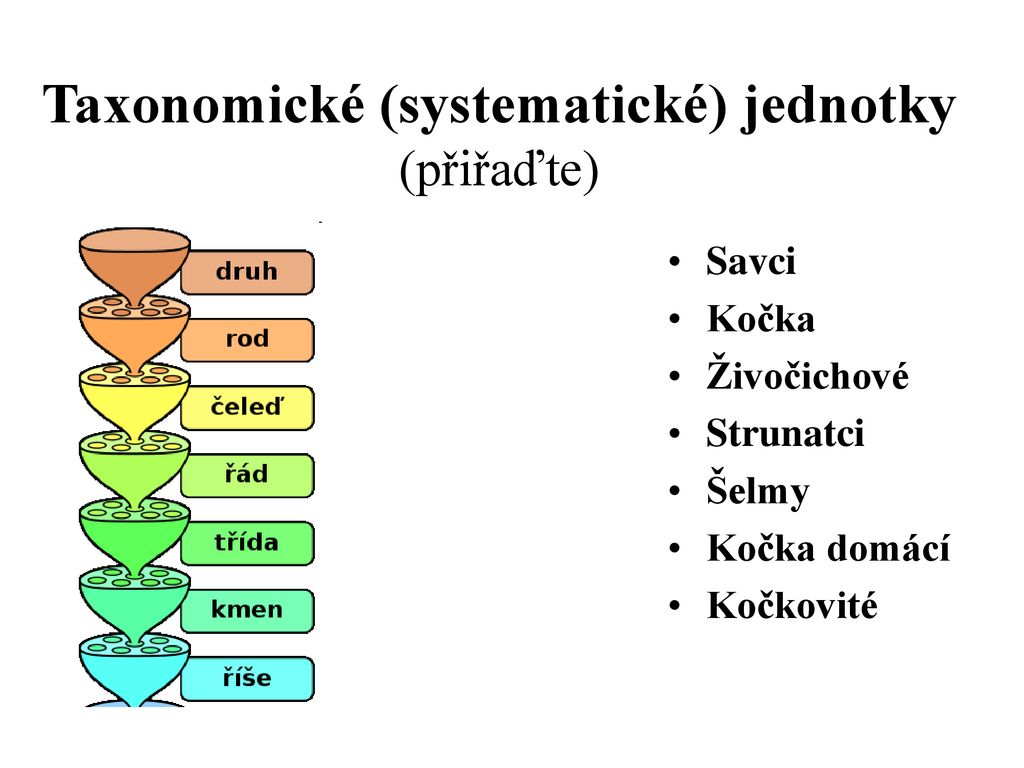 Taxonomické (systematické) jednotky
(přiřaďte)
druh
rod
čeleď
řád
třída
kmen
říše
• Savci
• Kočka
• Živočichové
• Strunatci
• Šelmy
• Kočka domácí
• Kočkovité